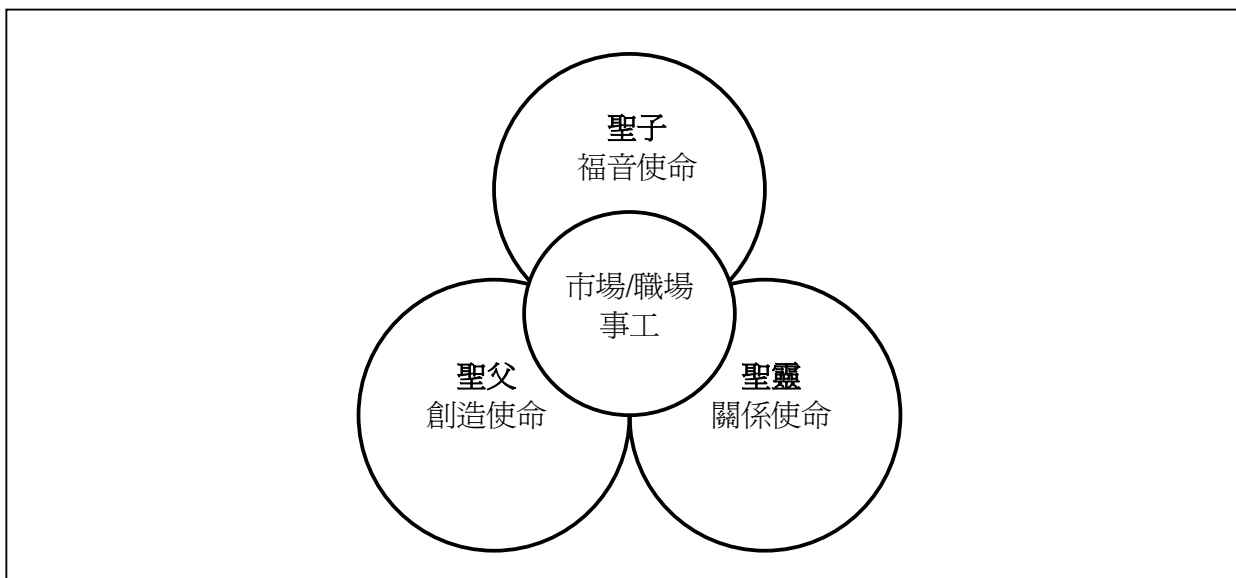 聖子
福音使命
市場/職場
事工
聖父
創造使命
聖靈
關係使命